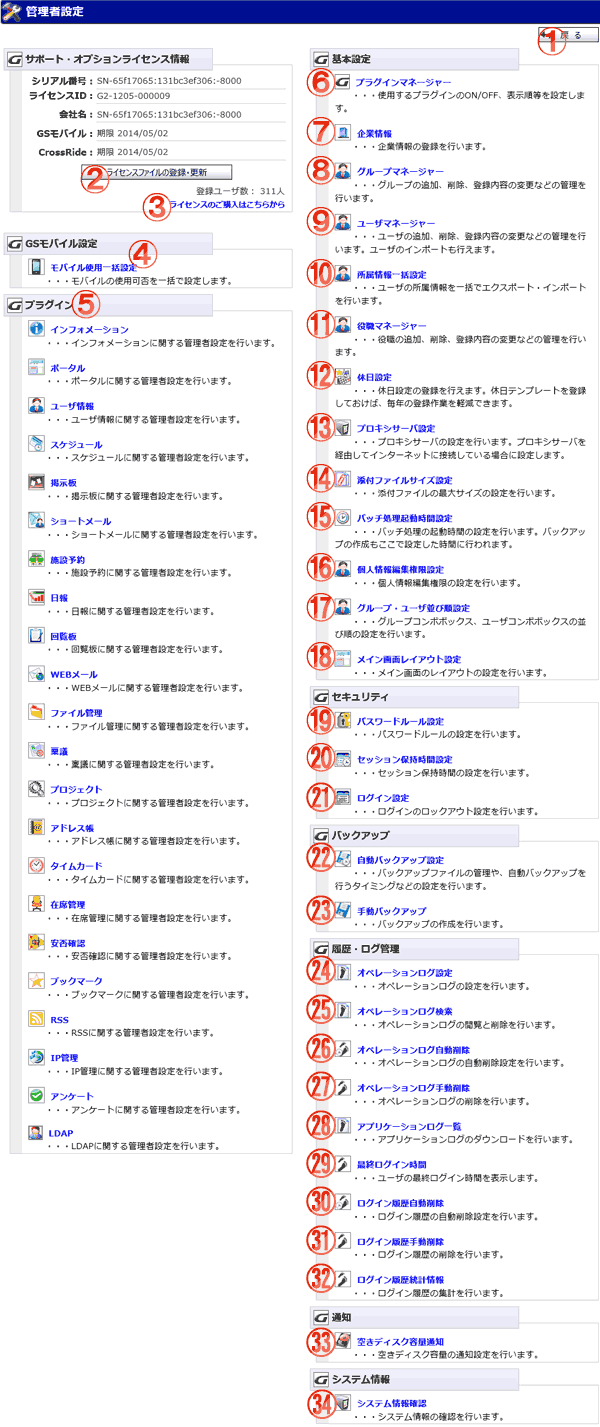 管理者設定
① 戻る
サポート・オプションライセンス情報
シリアル番号： SN-65f17065:131bc3ef306:-8000
ライセンスID： G2-1205-000009
会社名： SN-65f17065:131bc3ef306:-8000
GSモバイル： 期限 2014/05/02
CrossRide： 期限 2014/05/02
② ライセンスファイルの登録・更新
登録ユーザ数： 311人
③ ライセンスのご購入はこちらから
GSモバイル設定
④ モバイル使用一括設定
・・・モバイルの使用可否を一括で設定します。
プラグイン ⑤
インフォメーション
・・・インフォメーションに関する管理者設定を行います。
ポータル
・・・ポータルに関する管理者設定を行います。
ユーザ情報
・・・ユーザ情報に関する管理者設定を行います。
スケジュール
・・・スケジュールに関する管理者設定を行います。
掲示板
・・・掲示板に関する管理者設定を行います。
ショートメール
・・・ショートメールに関する管理者設定を行います。
施設予約
・・・施設予約に関する管理者設定を行います。
日報
・・・日報に関する管理者設定を行います。
回覧板
・・・回覧板に関する管理者設定を行います。
WEBメール
・・・WEBメールに関する管理者設定を行います。
ファイル管理
・・・ファイル管理に関する管理者設定を行います。
稟議
・・・稟議に関する管理者設定を行います。
プロジェクト
・・・プロジェクトに関する管理者設定を行います。
アドレス帳
・・・アドレス帳に関する管理者設定を行います。
タイムカード
・・・タイムカードに関する管理者設定を行います。
在席管理
・・・在席管理に関する管理者設定を行います。
安否確認
・・・安否確認に関する管理者設定を行います。
ブックマーク
・・・ブックマークに関する管理者設定を行います。
RSS
・・・RSSに関する管理者設定を行います。
IP管理
・・・IP管理に関する管理者設定を行います。
アンケート
・・・アンケートに関する管理者設定を行います。
LDAP
・・・LDAPに関する管理者設定を行います。
基本設定
⑥ プラグインマネージャー
・・・使用するプラグインのON/OFF、表示順等を設定しま
す。
⑦ 企業情報
・・・企業情報の登録を行います。
⑧ グループマネージャー
・・・グループの追加、削除、登録内容の変更などの管理を
行います。
⑨ ユーザマネージャー
・・・ユーザの追加、削除、登録内容の変更などの管理を行
います。ユーザのインポートも行えます。
⑩ 所属情報一括設定
・・・ユーザの所属情報を一括でエクスポート・インポート
を行います。
⑪ 役職マネージャー
・・・役職の追加、削除、登録内容の変更などの管理を行い
ます。
⑫ 休日設定
・・・休日設定の登録を行えます。休日テンプレートを登録
しておけば、毎年の登録作業を軽減できます。
⑬ プロキシサーバ設定
・・・プロキシサーバの設定を行います。プロキシサーバを
経由してインターネットに接続している場合に設定します。
⑭ 添付ファイルサイズ設定
・・・添付ファイルの最大サイズの設定を行います。
⑮ バッチ処理起動時間設定
・・・バッチ処理の起動時間の設定を行います。バックアッ
プの作成もここで設定した時間に行われます。
⑯ 個人情報編集権限設定
・・・個人情報編集権限の設定を行います。
⑰ グループ・ユーザ並び順設定
・・・グループコンボボックス、ユーザコンボボックスの並
び順の設定を行います。
⑱ メイン画面レイアウト設定
・・・メイン画面のレイアウトの設定を行います。
セキュリティ
⑲ パスワードルール設定
・・・パスワードルールの設定を行います。
⑳ セッション保持時間設定
・・・セッション保持時間の設定を行います。
㉑ ログイン設定
・・・ログインのロックアウト設定を行います。
バックアップ
㉒ 自動バックアップ設定
・・・バックアップファイルの管理や、自動バックアップを
行うタイミングなどの設定を行います。
㉓ 手動バックアップ
・・・バックアップの作成を行います。
履歴・ログ管理
㉔ オペレーションログ設定
・・・オペレーションログの設定を行います。
㉕ オペレーションログ検索
・・・オペレーションログの閲覧と削除を行います。
㉖ オペレーションログ自動削除
・・・オペレーションログの自動削除設定を行います。
㉗ オペレーションログ手動削除
・・・オペレーションログの削除を行います。
㉘ アプリケーションログ一覧
・・・アプリケーションログのダウンロードを行います。
㉙ 最終ログイン時間
・・・ユーザの最終ログイン時間を表示します。
㉚ ログイン履歴自動削除
・・・ログイン履歴の自動削除設定を行います。
㉛ ログイン履歴手動削除
・・・ログイン履歴の削除を行います。
㉜ ログイン履歴統計情報
・・・ログイン履歴の集計を行います。
通知
㉝ 空きディスク容量通知
・・・空きディスク容量の通知設定を行います。
システム情報
㉞ システム情報確認
・・・システム情報の確認を行います。